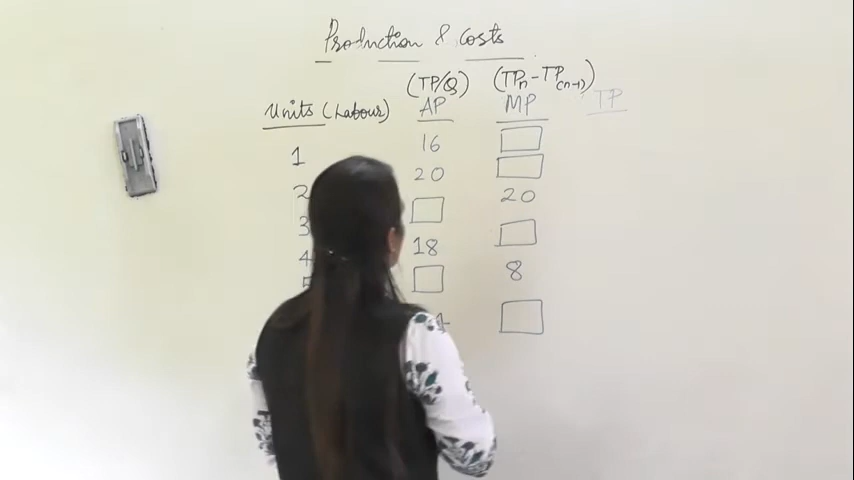 Production & Costs
(TP/Q) (TPn - TP(n-1))
Units (Labour) AP MP TP
1 16
2 20
3 20
4 18
5 8